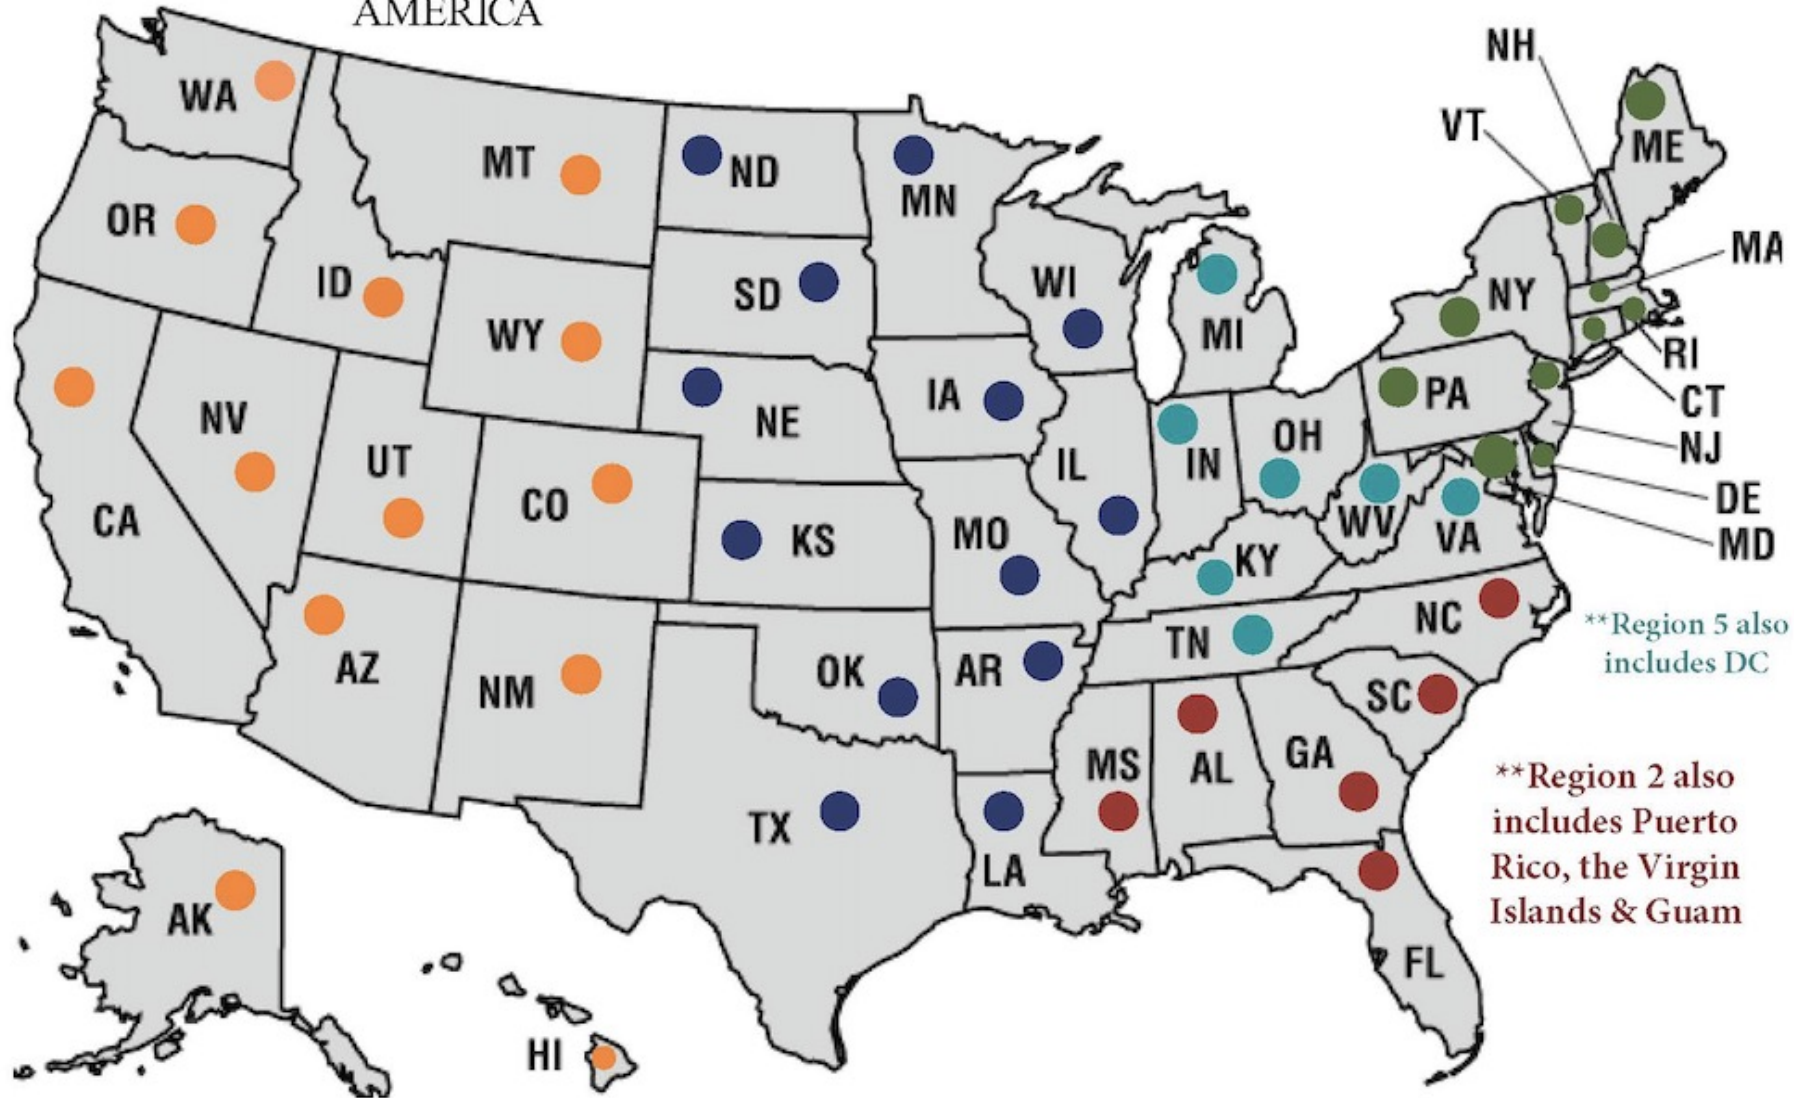 AMERICA
NH
WA
VT
ME
MT
ND
MN
OR
MA
ID
SD
WI
NY
WY
MI
RI
IA
PA
CT
NV
NE
OH
NJ
UT
IL
IN
CO
DE
CA
WV
VA
MO
KS
MD
KY
NC
**Region 5 also
includes DC
TN
AZ
OK
AR
NM
SC
MS
AL
GA
**Region 2 also
includes Puerto
Rico, the Virgin
Islands & Guam
TX
LA
AK
FL
HI